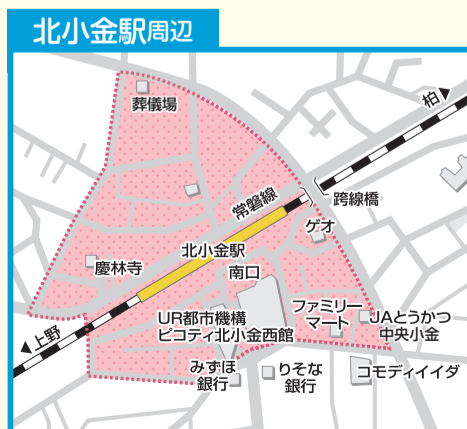 北小金駅周辺
葬儀場
柏
常磐線
跨線橋
ゲオ
北小金駅
慶林寺
南口
UR都市機構
ピコティ北小金西館
ファミリー
マート
JAとうかつ
中央小金
上野
みずほ
銀行
りそな
銀行
コモディイイダ